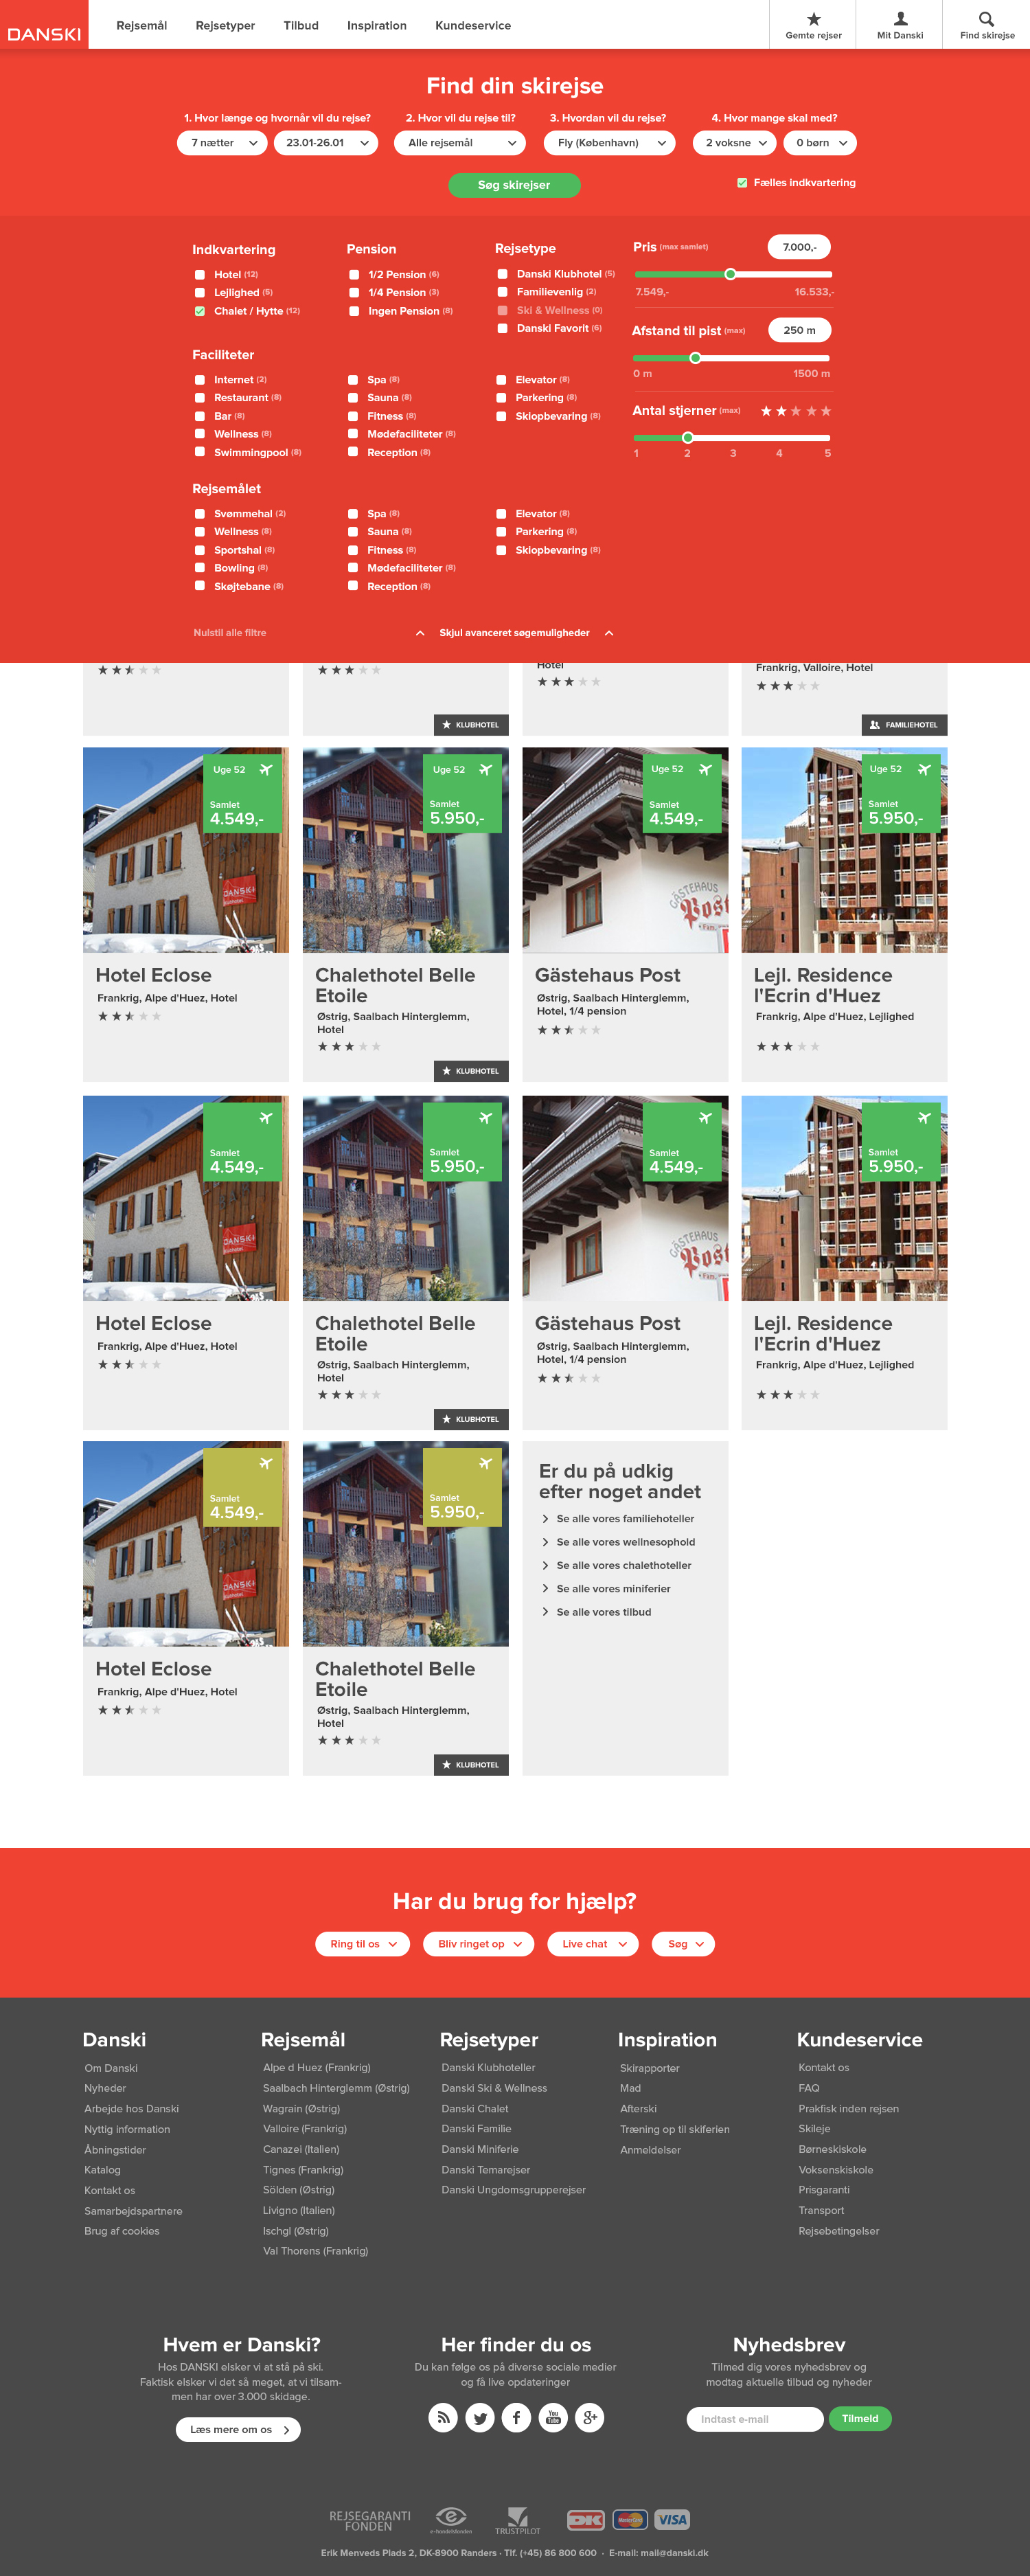 DANSKI
Rejsemål Rejsetyper Tilbud Inspiration Kundeservice
Gemte rejser Mit Danski Find skirejse
Find din skirejse
1. Hvor længe og hvornår vil du rejse? 2. Hvor vil du rejse til? 3. Hvordan vil du rejse? 4. Hvor mange skal med?
7 nætter 23.01-26.01 Alle rejsemål Fly (København) 2 voksne 0 børn
Søg skirejser Fælles indkvartering
Indkvartering
Hotel (12)
Lejlighed (5)
Chalet / Hytte (12)
Pension
1/2 Pension (6)
1/4 Pension (3)
Ingen Pension (8)
Rejsetype
Danski Klubhotel (5)
Familievenlig (2)
Ski & Wellness (0)
Danski Favorit (6)
Pris (max samlet) 7.000,-
7.549,- 16.533,-
Afstand til pist (max) 250 m
0 m 1500 m
Antal stjerner (max)
1 2 3 4 5
Faciliteter
Internet (2)
Restaurant (8)
Bar (8)
Wellness (8)
Swimmingpool (8)
Spa (8)
Sauna (8)
Fitness (8)
Mødefaciliteter (8)
Reception (8)
Elevator (8)
Parkering (8)
Skiopbevaring (8)
Rejsemålet
Svømmehal (2)
Wellness (8)
Sportshal (8)
Bowling (8)
Skøjtebane (8)
Spa (8)
Sauna (8)
Fitness (8)
Mødefaciliteter (8)
Reception (8)
Elevator (8)
Parkering (8)
Skiopbevaring (8)
Nulstil alle filtre Skjul avanceret søgemuligheder
Hotel
Frankrig, Valloire, Hotel
KLUBHOTEL
FAMILIEHOTEL
Uge 52
Samlet
4.549,-
DANSKI
Hotel Eclose
Frankrig, Alpe d'Huez, Hotel
Uge 52
Samlet
5.950,-
Chalethotel Belle
Etoile
Østrig, Saalbach Hinterglemm,
Hotel
KLUBHOTEL
Uge 52
Samlet
4.549,-
GÄSTEHAUS
Post
Gästehaus Post
Østrig, Saalbach Hinterglemm,
Hotel, 1/4 pension
Uge 52
Samlet
5.950,-
Lejl. Residence
l'Ecrin d'Huez
Frankrig, Alpe d'Huez, Lejlighed
Samlet
4.549,-
DANSKI
Hotel Eclose
Frankrig, Alpe d'Huez, Hotel
Samlet
5.950,-
Chalethotel Belle
Etoile
Østrig, Saalbach Hinterglemm,
Hotel
KLUBHOTEL
Samlet
4.549,-
GÄSTEHAUS
Post
Gästehaus Post
Østrig, Saalbach Hinterglemm,
Hotel, 1/4 pension
Samlet
5.950,-
Lejl. Residence
l'Ecrin d'Huez
Frankrig, Alpe d'Huez, Lejlighed
Samlet
4.549,-
DANSKI
Hotel Eclose
Frankrig, Alpe d'Huez, Hotel
Samlet
5.950,-
Chalethotel Belle
Etoile
Østrig, Saalbach Hinterglemm,
Hotel
KLUBHOTEL
Er du på udkig
efter noget andet
Se alle vores familiehoteller
Se alle vores wellnesophold
Se alle vores chalethoteller
Se alle vores miniferier
Se alle vores tilbud
Har du brug for hjælp?
Ring til os Bliv ringet op Live chat Søg
Danski
Om Danski
Nyheder
Arbejde hos Danski
Nyttig information
Åbningstider
Katalog
Kontakt os
Samarbejdspartnere
Brug af cookies
Rejsemål
Alpe d Huez (Frankrig)
Saalbach Hinterglemm (Østrig)
Wagrain (Østrig)
Valloire (Frankrig)
Canazei (Italien)
Tignes (Frankrig)
Sölden (Østrig)
Livigno (Italien)
Ischgl (Østrig)
Val Thorens (Frankrig)
Rejsetyper
Danski Klubhoteller
Danski Ski & Wellness
Danski Chalet
Danski Familie
Danski Miniferie
Danski Temarejser
Danski Ungdomsgrupperejser
Inspiration
Skirapporter
Mad
Afterski
Træning op til skiferien
Anmeldelser
Kundeservice
Kontakt os
FAQ
Prakfisk inden rejsen
Skileje
Børneskiskole
Voksenskiskole
Prisgaranti
Transport
Rejsebetingelser
Hvem er Danski?
Hos DANSKI elsker vi at stå på ski.
Faktisk elsker vi det så meget, at vi tilsam-
men har over 3.000 skidage.
Læs mere om os
Her finder du os
Du kan følge os på diverse sociale medier
og få live opdateringer
You
Tube
g+
Nyhedsbrev
Tilmed dig vores nyhedsbrev og
modtag aktuelle tilbud og nyheder
Indtast e-mail Tilmeld
REJSEGARANTI
FONDEN
e-handelsfonden
TRUSTPILOT
DK
MasterCard
VISA
Erik Menveds Plads 2, DK-8900 Randers · Tlf. (+45) 86 800 600 · E-mail: mail@danski.dk